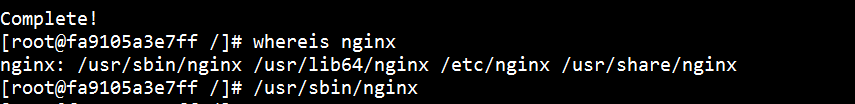 Complete!
[root@fa9105a3e7ff /]# whereis nginx
nginx: /usr/sbin/nginx /usr/lib64/nginx /etc/nginx /usr/share/nginx
[root@fa9105a3e7ff /]# /usr/sbin/nginx